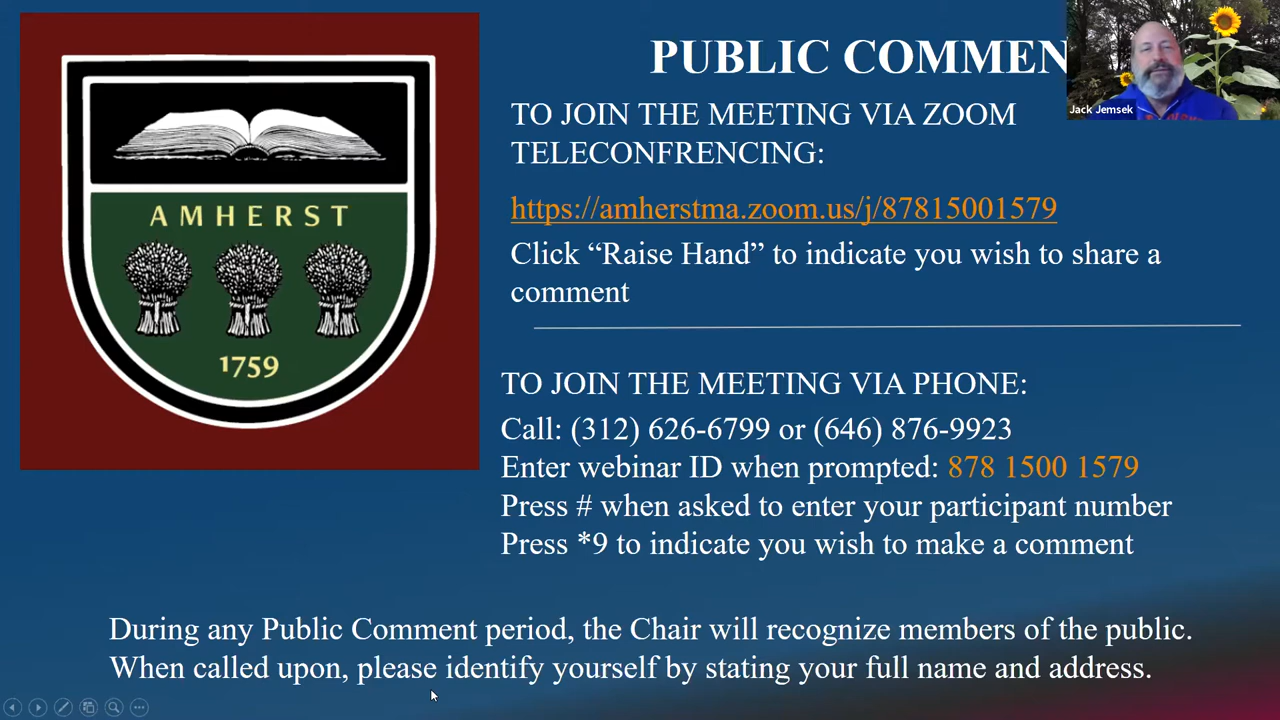 PUBLIC COMMEN
Jack Jemsek
TO JOIN THE MEETING VIA ZOOM
TELECONFRENCING:
https://amherstma.zoom.us/j/87815001579
Click “Raise Hand” to indicate you wish to share a
comment
AMHERST
1759
TO JOIN THE MEETING VIA PHONE:
Call: (312) 626-6799 or (646) 876-9923
Enter webinar ID when prompted: 878 1500 1579
Press # when asked to enter your participant number
Press *9 to indicate you wish to make a comment
During any Public Comment period, the Chair will recognize members of the public.
When called upon, please identify yourself by stating your full name and address.